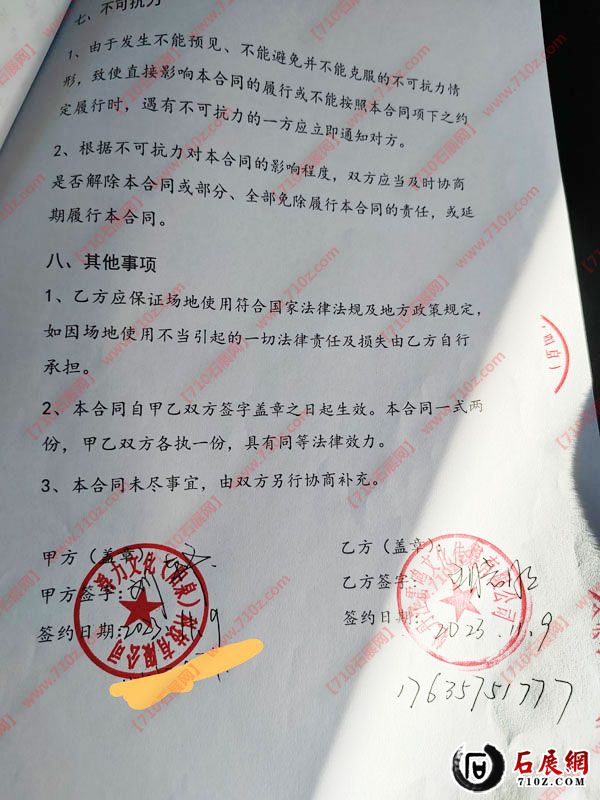 七、不可抗力
1、由于发生不能预见、不能避免并不能克服的不可抗力情
形，致使直接影响本合同的履行或不能按照本合同项下之约
定履行时，遇有不可抗力的一方应立即通知对方。
2、根据不可抗力对本合同的影响程度，双方应当及时协商
是否解除本合同或部分、全部免除履行本合同的责任，或延
期履行本合同。
八、其他事项
1、乙方应保证场地使用符合国家法律法规及地方政策规定，
如因场地使用不当引起的一切法律责任及损失由乙方自行
承担。
2、本合同自甲乙双方签字盖章之日起生效。本合同一式两
份，甲乙双方各执一份，具有同等法律效力。
3、本合同未尽事宜，由双方另行协商补充。
甲方（盖章）
甲方签字：
签约日期：2023.11.9
乙方（盖章）：
乙方签字：
签约日期：2023.11.9
17635751777
【710石展网】www.710z.com
石展網
710Z.COM